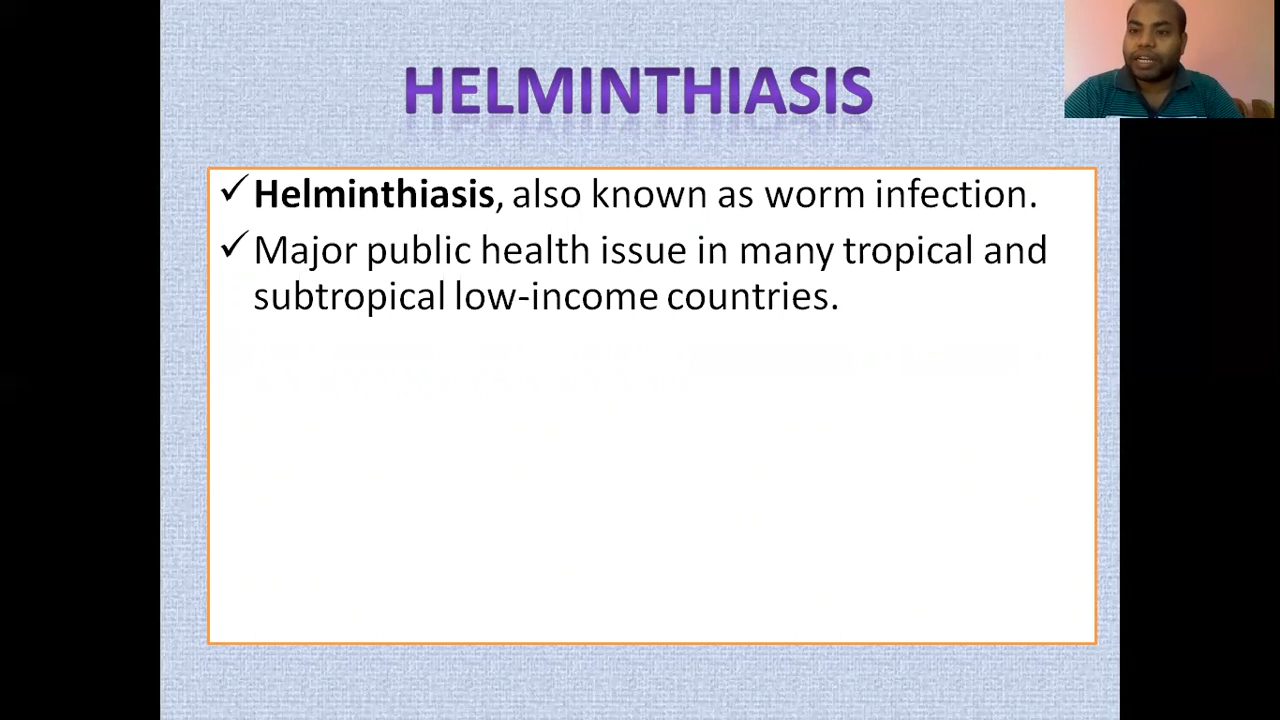 HELMINTHIASIS
✓Helminthiasis, also known as worm infection.
✓Major public health issue in many tropical and
subtropical low-income countries.